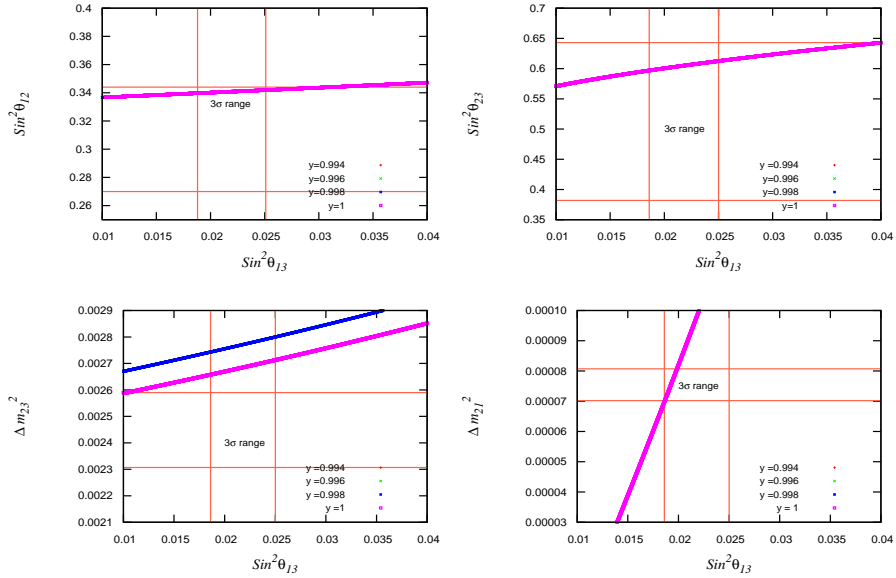 0.4
0.38
0.36
0.34
0.32
0.3
0.28
0.26
Sin²θ12
3σ range
y=0.994
y=0.996
y=0.998
y=1
0.01 0.015 0.02 0.025 0.03 0.035 0.04
Sin²θ13
0.7
0.65
0.6
0.55
0.5
0.45
0.4
0.35
Sin²θ23
3σ range
y=0.994
y=0.996
y=0.998
y=1
0.01 0.015 0.02 0.025 0.03 0.035 0.04
Sin²θ13
0.0029
0.0028
0.0027
0.0026
0.0025
0.0024
0.0023
0.0022
0.0021
Δ m23²
3σ range
y =0.994
y=0.996
y=0.998
y=1
0.01 0.015 0.02 0.025 0.03 0.035 0.04
Sin²θ13
0.00010
0.00009
0.00008
0.00007
0.00006
0.00005
0.00004
0.00003
Δ m21²
3σ range
y =0.994
y =0.996
y =0.998
y = 1
0.01 0.015 0.02 0.025 0.03 0.035 0.04
Sin²θ13